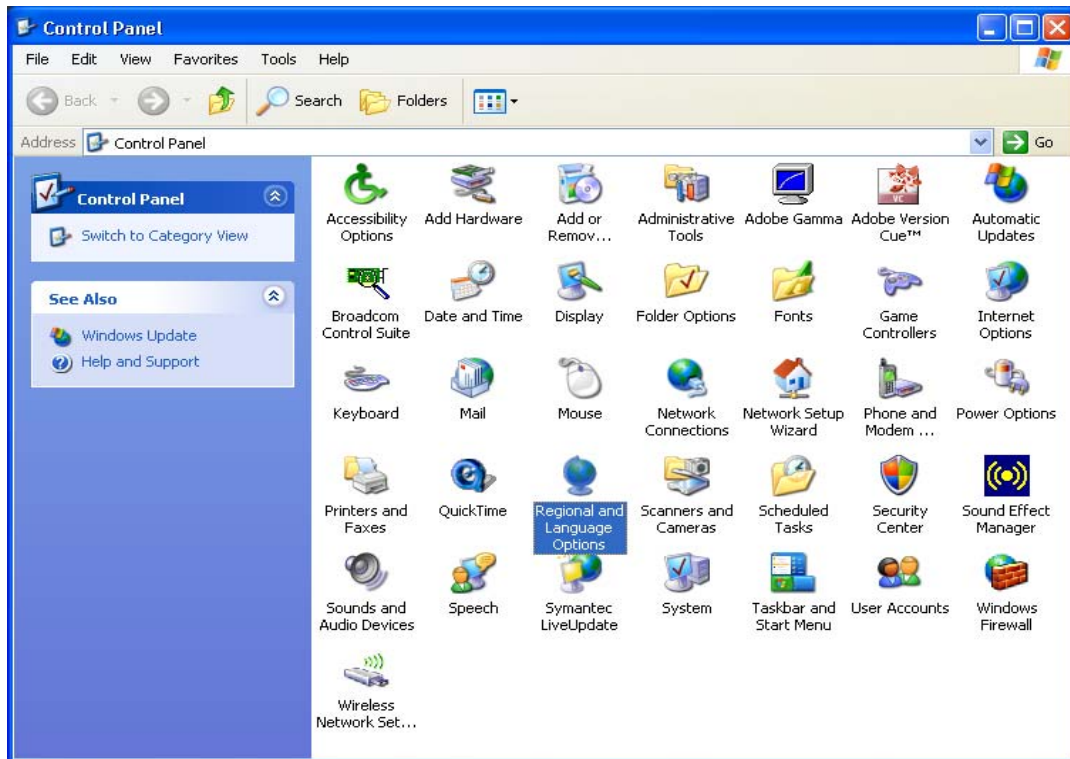 Control Panel
File Edit View Favorites Tools Help
Back Search Folders
Address Control Panel Go
Control Panel
Switch to Category View
See Also
Windows Update
Help and Support
Accessibility Options
Add Hardware
Add or Remov...
Administrative Tools
Adobe Gamma
VC
Adobe Version Cue™
Automatic Updates
Broadcom Control Suite
Date and Time
Display
Folder Options
Fonts
Game Controllers
Internet Options
Keyboard
Mail
Mouse
Network Connections
Network Setup Wizard
Phone and Modem ...
Power Options
Printers and Faxes
QuickTime
Regional and Language Options
Scanners and Cameras
Scheduled Tasks
Security Center
Sound Effect Manager
Sounds and Audio Devices
Speech
Symantec LiveUpdate
System
Taskbar and Start Menu
User Accounts
Windows Firewall
Wireless Network Set...